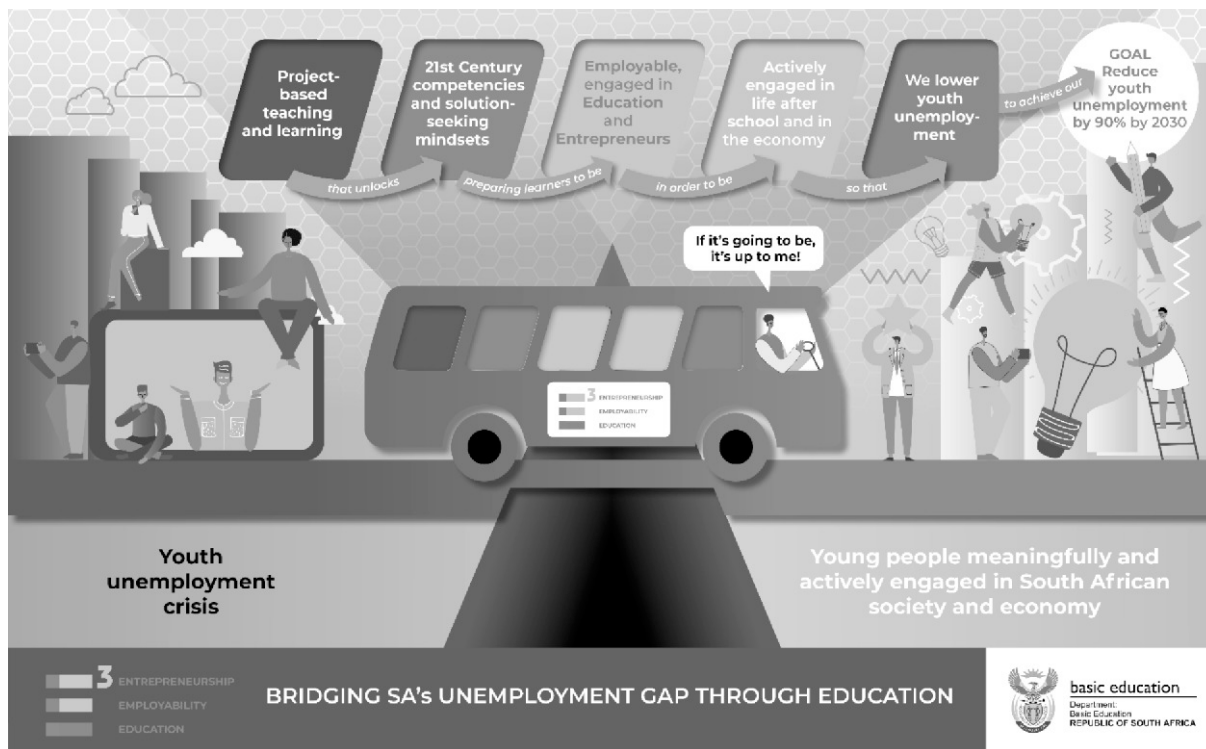 Project-
based
teaching
and learning
that unlocks
21st Century
competencies
and solution-
seeking
mindsets
preparing learners to be
Employable,
engaged in
Education
and
Entrepreneurs
in order to be
Actively
engaged in
life after
school and in
the economy
so that
We lower
youth
unemploy-
ment
to achieve our
GOAL
Reduce
youth
unemployment
by 90% by 2030
If it's going to be,
it's up to me!
3 ENTREPRENEURSHIP
EMPLOYABILITY
EDUCATION
Youth
unemployment
crisis
Young people meaningfully and
actively engaged in South African
society and economy
3 ENTREPRENEURSHIP
EMPLOYABILITY
EDUCATION
BRIDGING SA's UNEMPLOYMENT GAP THROUGH EDUCATION
basic education
Department:
Basic Education
REPUBLIC OF SOUTH AFRICA